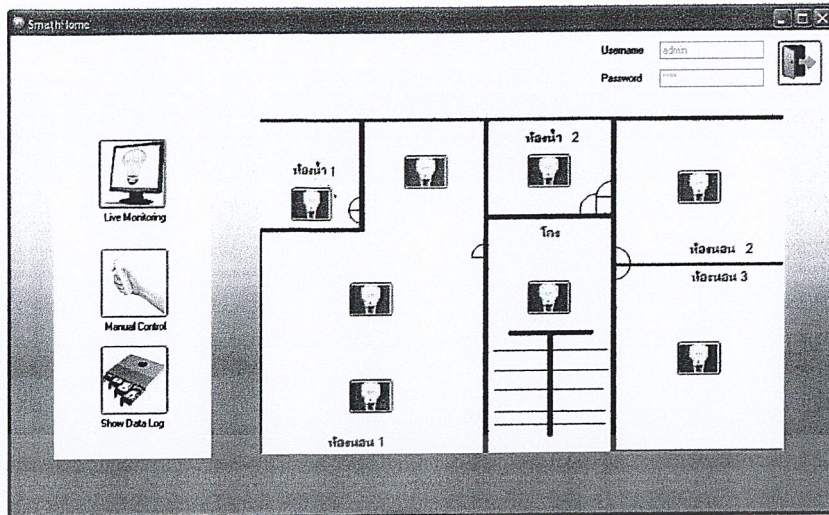 SmathHome
Username admin
Password ****
Live Monitoring
Manual Control
Show Data Log
ห้องน้ำ 1
ห้องน้ำ 2
โถง
ห้องนอน 2
ห้องนอน 3
ห้องนอน 1